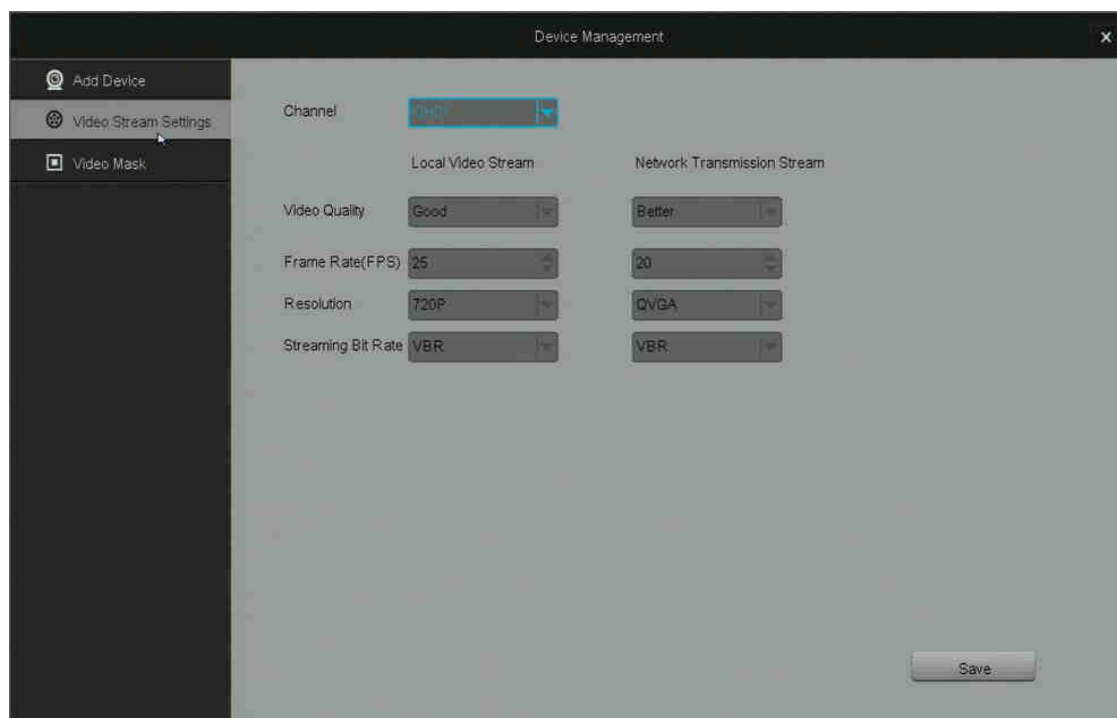 Device Management
Add Device
Video Stream Settings
Video Mask
Channel
Local Video Stream Network Transmission Stream
Video Quality Good Better
Frame Rate(FPS) 25 20
Resolution 720P QVGA
Streaming Bit Rate VBR VBR
Save